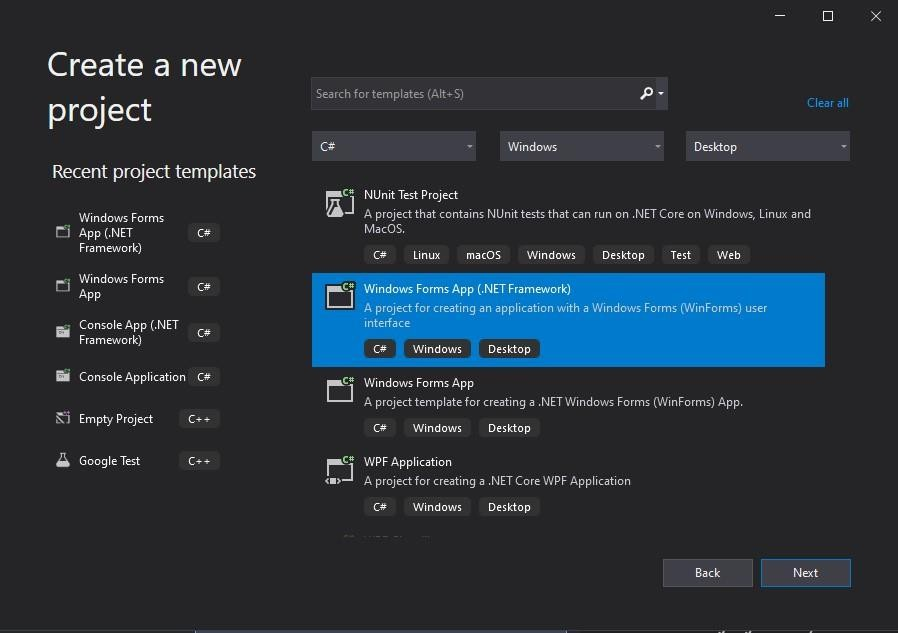 Create a new
project
Search for templates (Alt+S)
Clear all
C#
Windows
Desktop
Recent project templates
Windows Forms
App (.NET
Framework)
C#
Windows Forms
App
C#
Console App (.NET
Framework)
C#
Console Application
C#
Empty Project
C++
Google Test
C++
NUnit Test Project
A project that contains NUnit tests that can run on .NET Core on Windows, Linux and
MacOS.
C# Linux macOS Windows Desktop Test Web
Windows Forms App (.NET Framework)
A project for creating an application with a Windows Forms (WinForms) user
interface
C# Windows Desktop
Windows Forms App
A project template for creating a .NET Windows Forms (WinForms) App.
C# Windows Desktop
WPF Application
A project for creating a .NET Core WPF Application
C# Windows Desktop
Back
Next